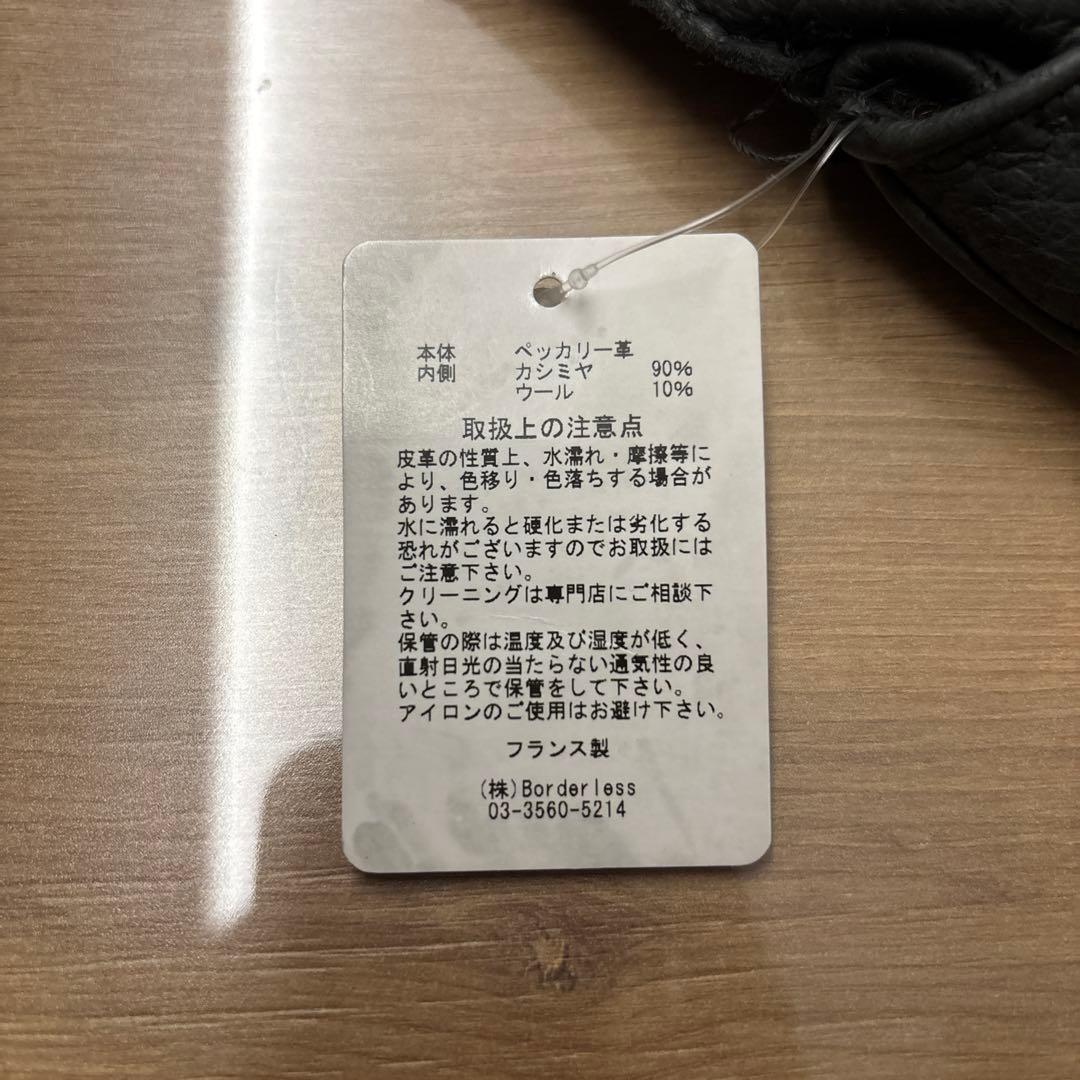 本体 ペッカリー革
内側 カシミヤ 90%
ウール 10%
取扱上の注意点
皮革の性質上、水濡れ・摩擦等に
より、色移り・色落ちする場合が
あります。
水に濡れると硬化または劣化する
恐れがございますのでお取扱には
ご注意下さい。
クリーニングは専門店にご相談下
さい。
保管の際は温度及び湿度が低く、
直射日光の当たらない通気性の良
いところで保管をして下さい。
アイロンのご使用はお避け下さい。
フランス製
(株)Borderless
03-3560-5214